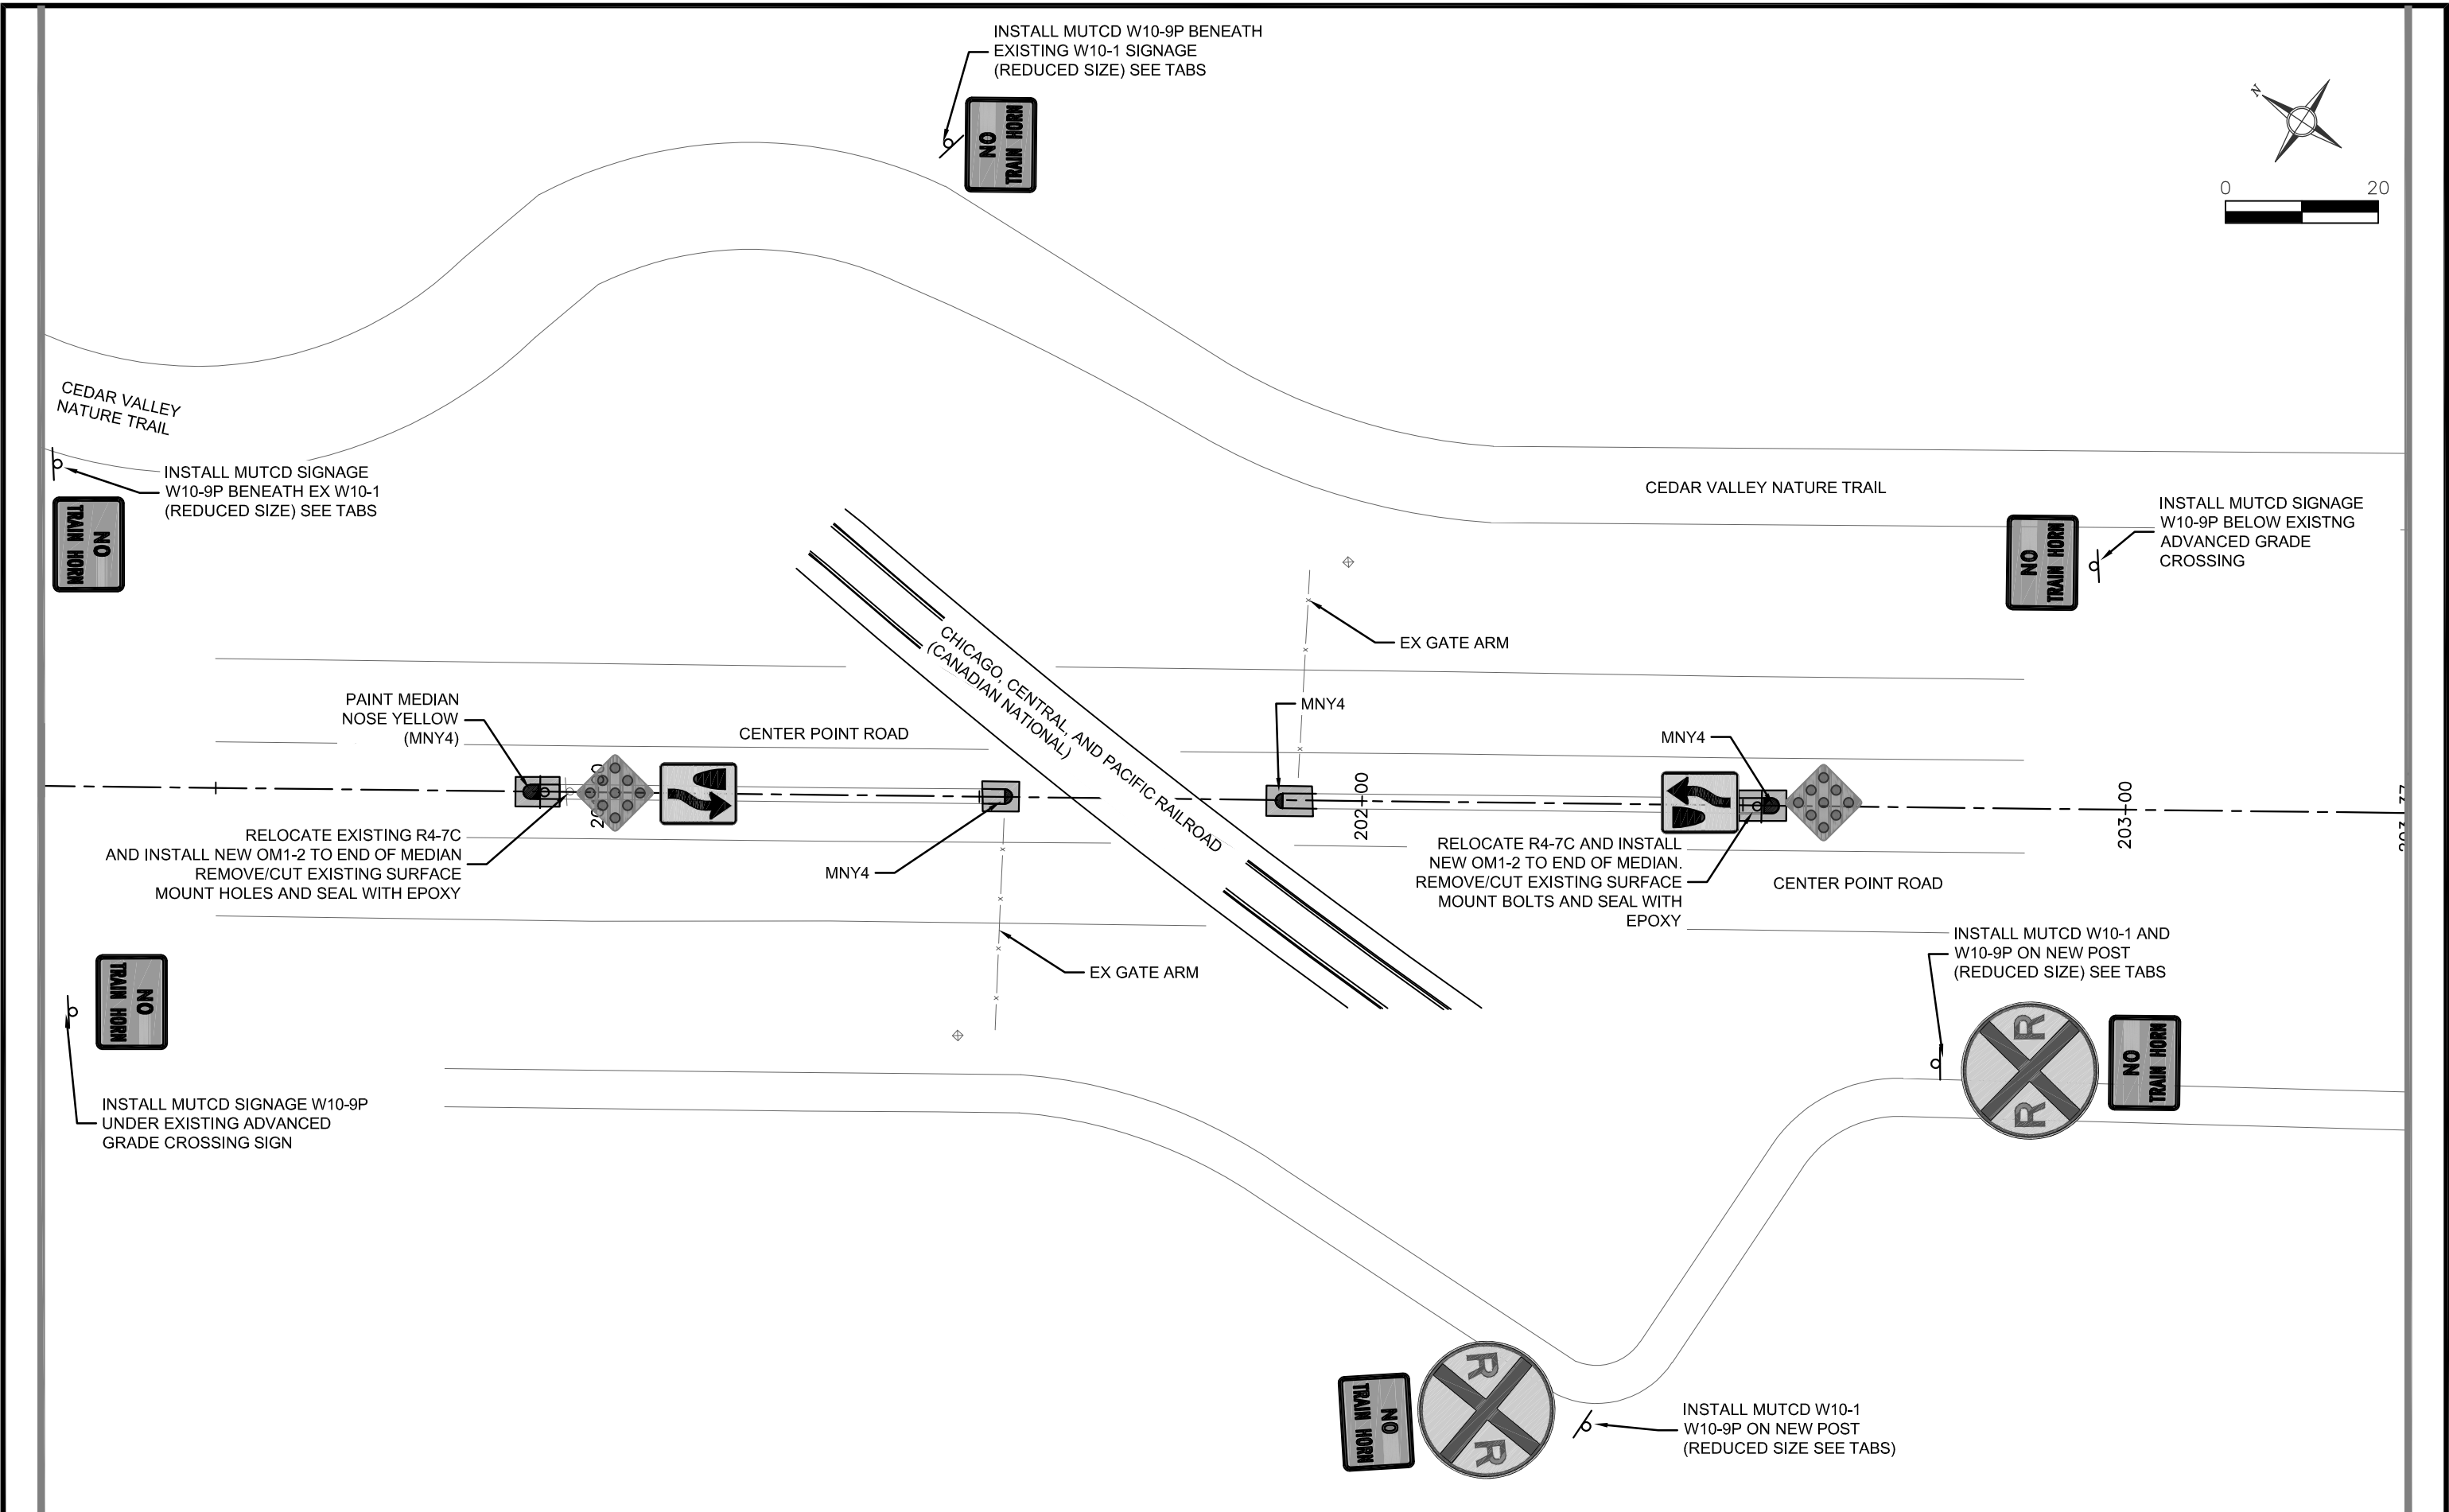 INSTALL MUTCD W10-9P BENEATH
EXISTING W10-1 SIGNAGE
(REDUCED SIZE) SEE TABS
NO
TRAIN HORN
N
0 20
CEDAR VALLEY
NATURE TRAIL
INSTALL MUTCD SIGNAGE
W10-9P BENEATH EX W10-1
(REDUCED SIZE) SEE TABS
NO
TRAIN HORN
CEDAR VALLEY NATURE TRAIL
INSTALL MUTCD SIGNAGE
W10-9P BELOW EXISTNG
ADVANCED GRADE
CROSSING
NO
TRAIN HORN
EX GATE ARM
CHICAGO, CENTRAL, AND PACIFIC RAILROAD
(CANADIAN NATIONAL)
PAINT MEDIAN
NOSE YELLOW
(MNY4)
CENTER POINT ROAD
MNY4
MNY4
202+00
203+00
RELOCATE EXISTING R4-7C
AND INSTALL NEW OM1-2 TO END OF MEDIAN
REMOVE/CUT EXISTING SURFACE
MOUNT HOLES AND SEAL WITH EPOXY
MNY4
RELOCATE R4-7C AND INSTALL
NEW OM1-2 TO END OF MEDIAN.
REMOVE/CUT EXISTING SURFACE
MOUNT BOLTS AND SEAL WITH
EPOXY
CENTER POINT ROAD
EX GATE ARM
INSTALL MUTCD W10-1 AND
W10-9P ON NEW POST
(REDUCED SIZE) SEE TABS
NO
TRAIN HORN
R R
NO
TRAIN HORN
INSTALL MUTCD SIGNAGE W10-9P
UNDER EXISTING ADVANCED
GRADE CROSSING SIGN
R R
NO
TRAIN HORN
INSTALL MUTCD W10-1
W10-9P ON NEW POST
(REDUCED SIZE SEE TABS)